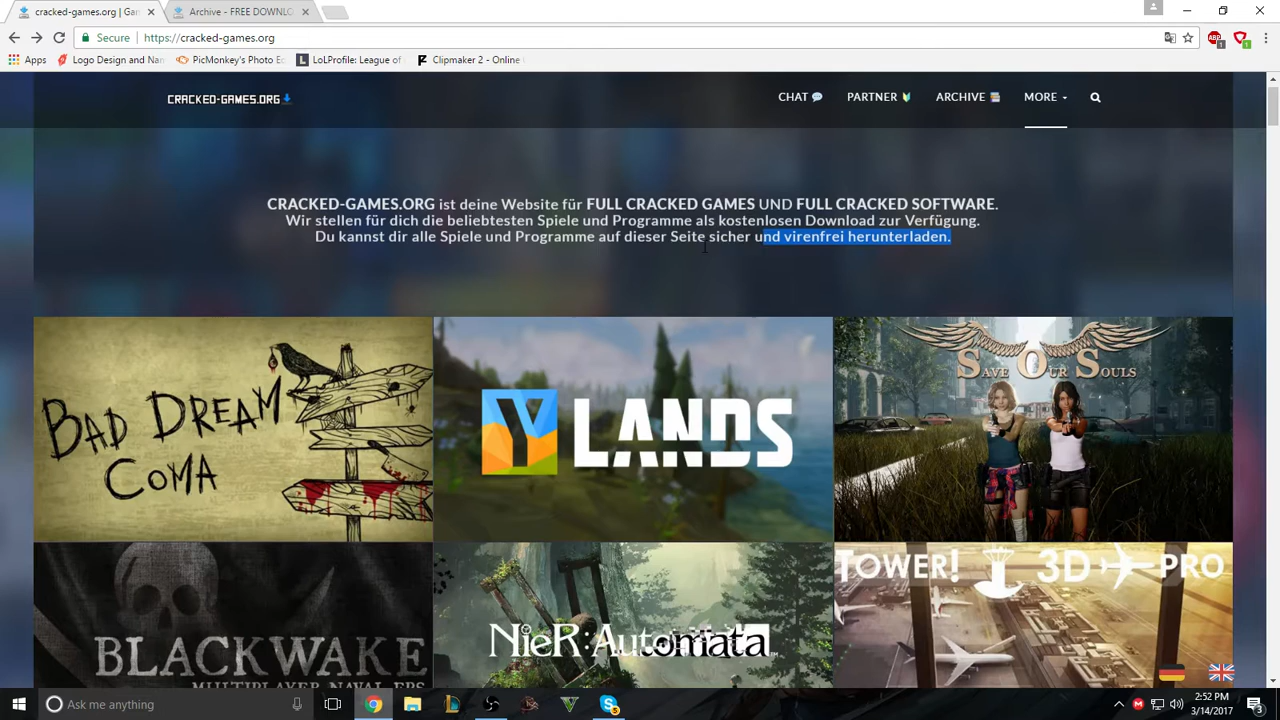 cracked-games.org | Gam
Archive - FREE DOWNLO
Secure
https://cracked-games.org
Apps
Logo Design and Nam
PicMonkey's Photo Ed
LoLProfile: League of
Clipmaker 2 - Online
CRACKED-GAMES.ORG
CHAT
PARTNER
ARCHIVE
MORE
CRACKED-GAMES.ORG ist deine Website für FULL CRACKED GAMES UND FULL CRACKED SOFTWARE.
Wir stellen für dich die beliebtesten Spiele und Programme als kostenlosen Download zur Verfügung.
Du kannst dir alle Spiele und Programme auf dieser Seite sicher und virenfrei herunterladen.
BAD DREAM
COMA
Y LANDS
SAVE OUR SOULS
BLACKWAKE
MULTIPLAYER NAVAL FPS
NieR:Automata
TOWER! 3D PRO
Ask me anything
2:52 PM
3/14/2017